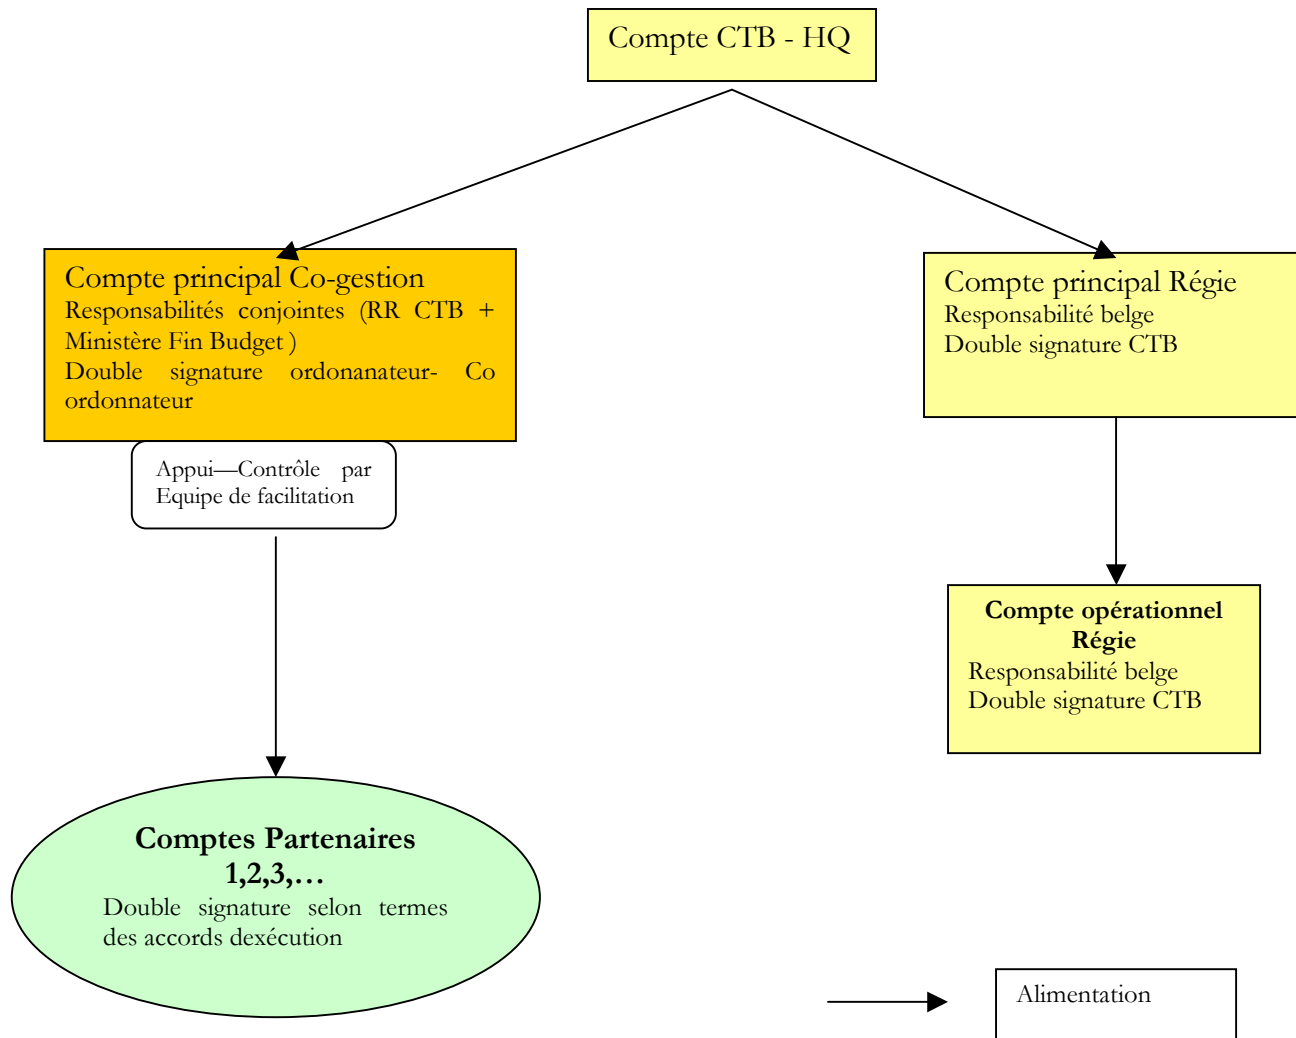 Compte CTB - HQ
Compte principal Co-gestion
Responsabilités conjointes (RR CTB +
Ministère Fin Budget )
Double signature ordonanateur- Co
ordonnateur
Appui—Contrôle par
Equipe de facilitation
Compte principal Régie
Responsabilité belge
Double signature CTB
Compte opérationnel
Régie
Responsabilité belge
Double signature CTB
Comptes Partenaires
1,2,3,…
Double signature selon termes
des accords dexécution
Alimentation